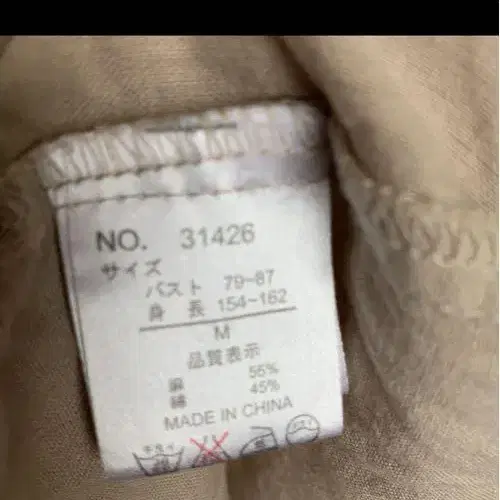 NO. 31426
サイズ
バスト 79-87
身 長 154-162
M
品質表示
麻 55%
綿 45%
MADE IN CHINA